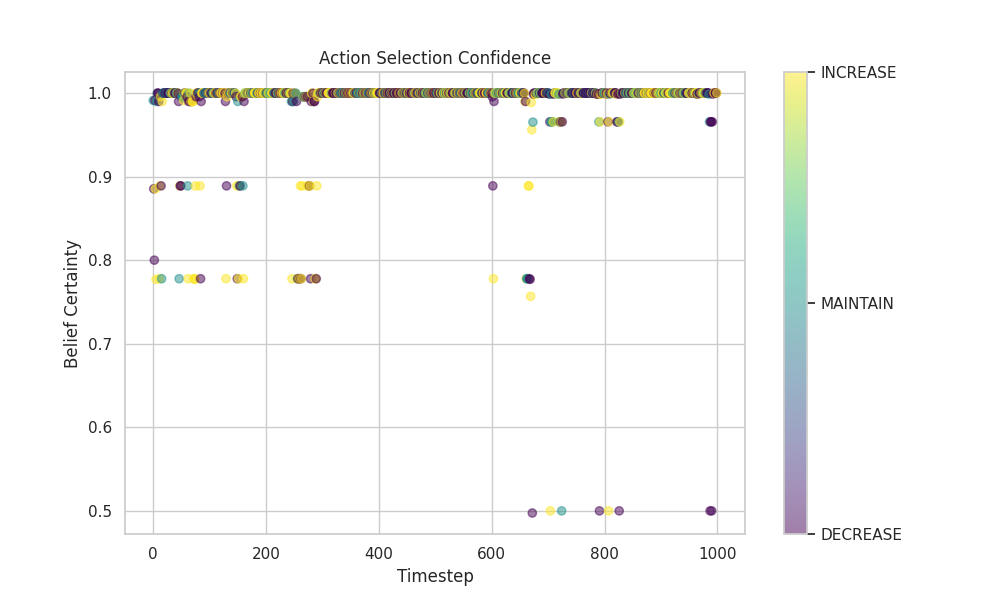 Action Selection Confidence
Belief Certainty
1.0
0.9
0.8
0.7
0.6
0.5
0 200 400 600 800 1000
Timestep
INCREASE
MAINTAIN
DECREASE